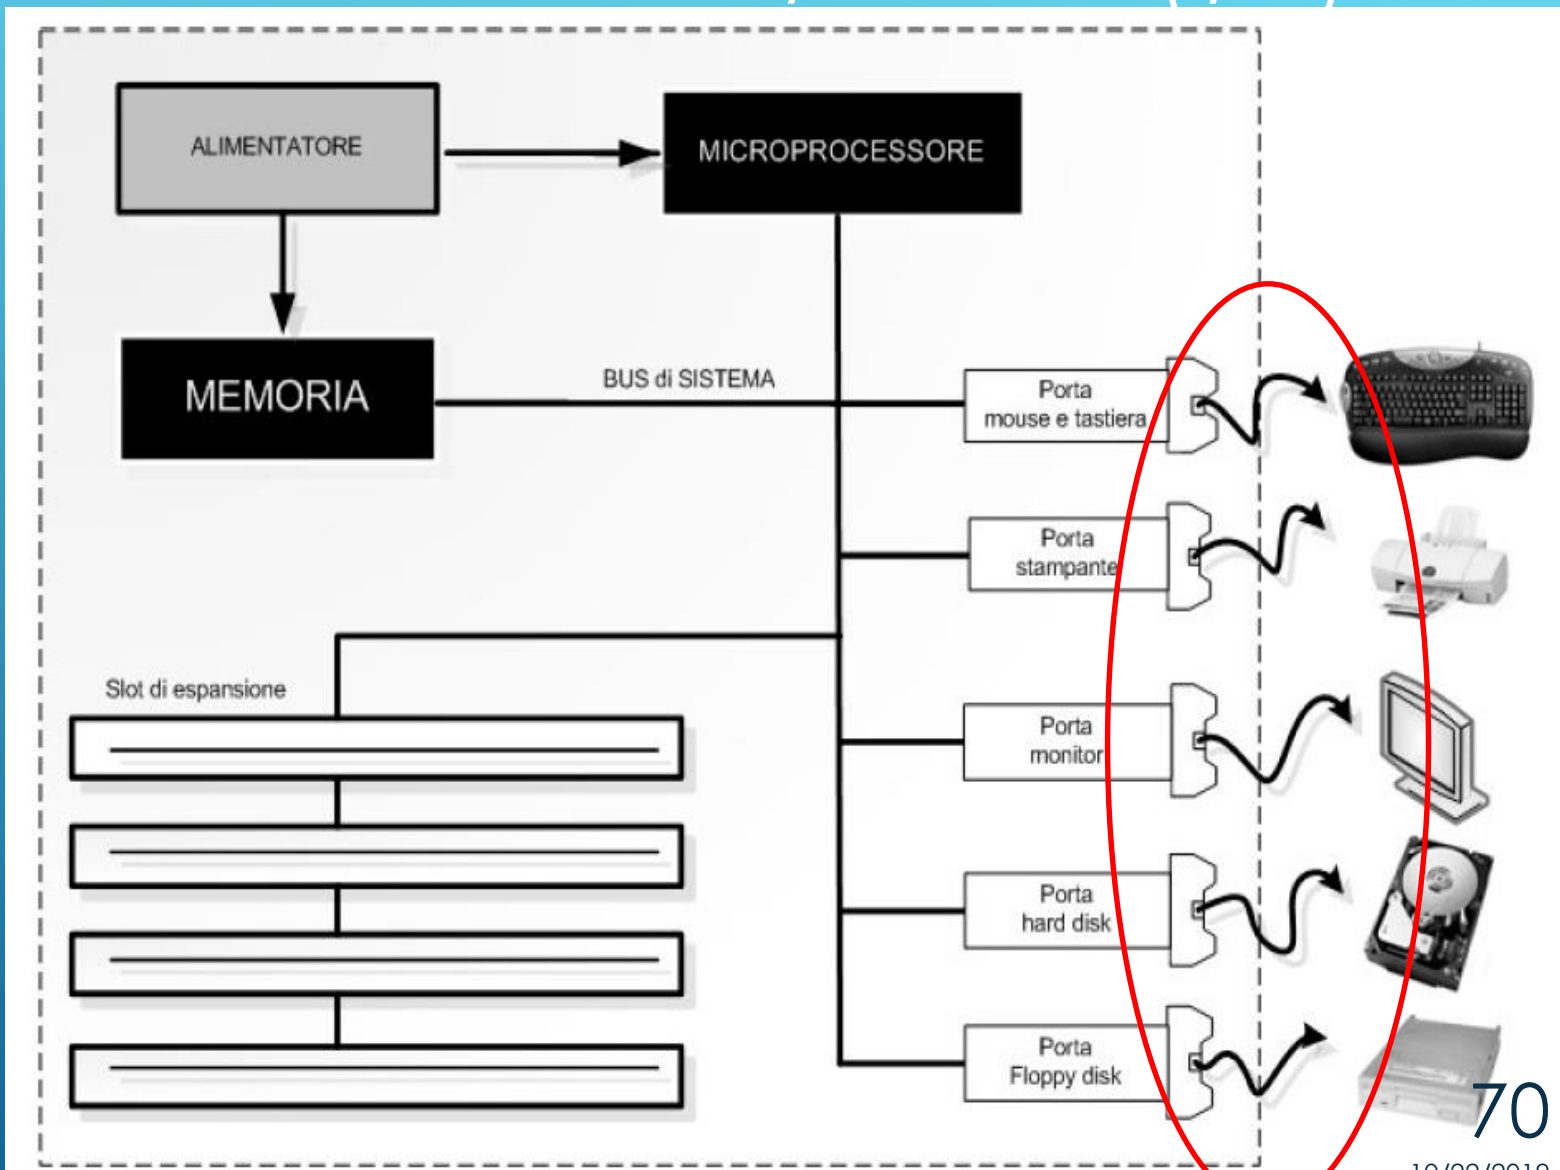 ALIMENTATORE
MICROPROCESSORE
MEMORIA
BUS di SISTEMA
Porta
mouse e tastiera
Porta
stampante
Slot di espansione
Porta
monitor
Porta
hard disk
Porta
Floppy disk
70